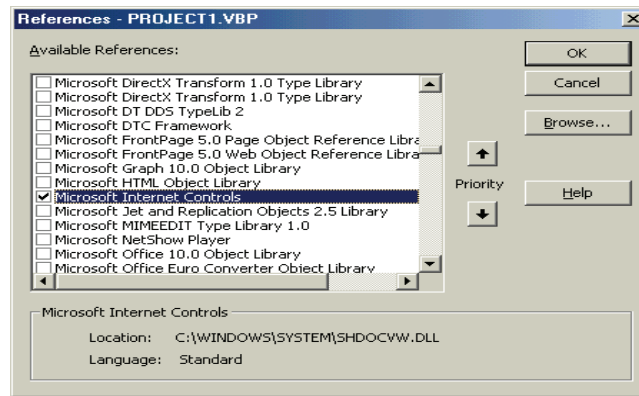 References - PROJECT1.VBP
Available References:
Microsoft DirectX Transform 1.0 Type Library
Microsoft DirectX Transform 1.0 Type Library
Microsoft DT DDS TypeLib 2
Microsoft DTC Framework
Microsoft FrontPage 5.0 Page Object Reference Libra
Microsoft FrontPage 5.0 Web Object Reference Libra
Microsoft Graph 10.0 Object Library
Microsoft HTML Object Library
Microsoft Internet Controls
Microsoft Jet and Replication Objects 2.5 Library
Microsoft MIMEEDIT Type Library 1.0
Microsoft NetShow Player
Microsoft Office 10.0 Object Library
Microsoft Office Euro Converter Object Library
Priority
OK
Cancel
Browse...
Help
Microsoft Internet Controls
Location: C:\WINDOWS\SYSTEM\SHDOCVW.DLL
Language: Standard